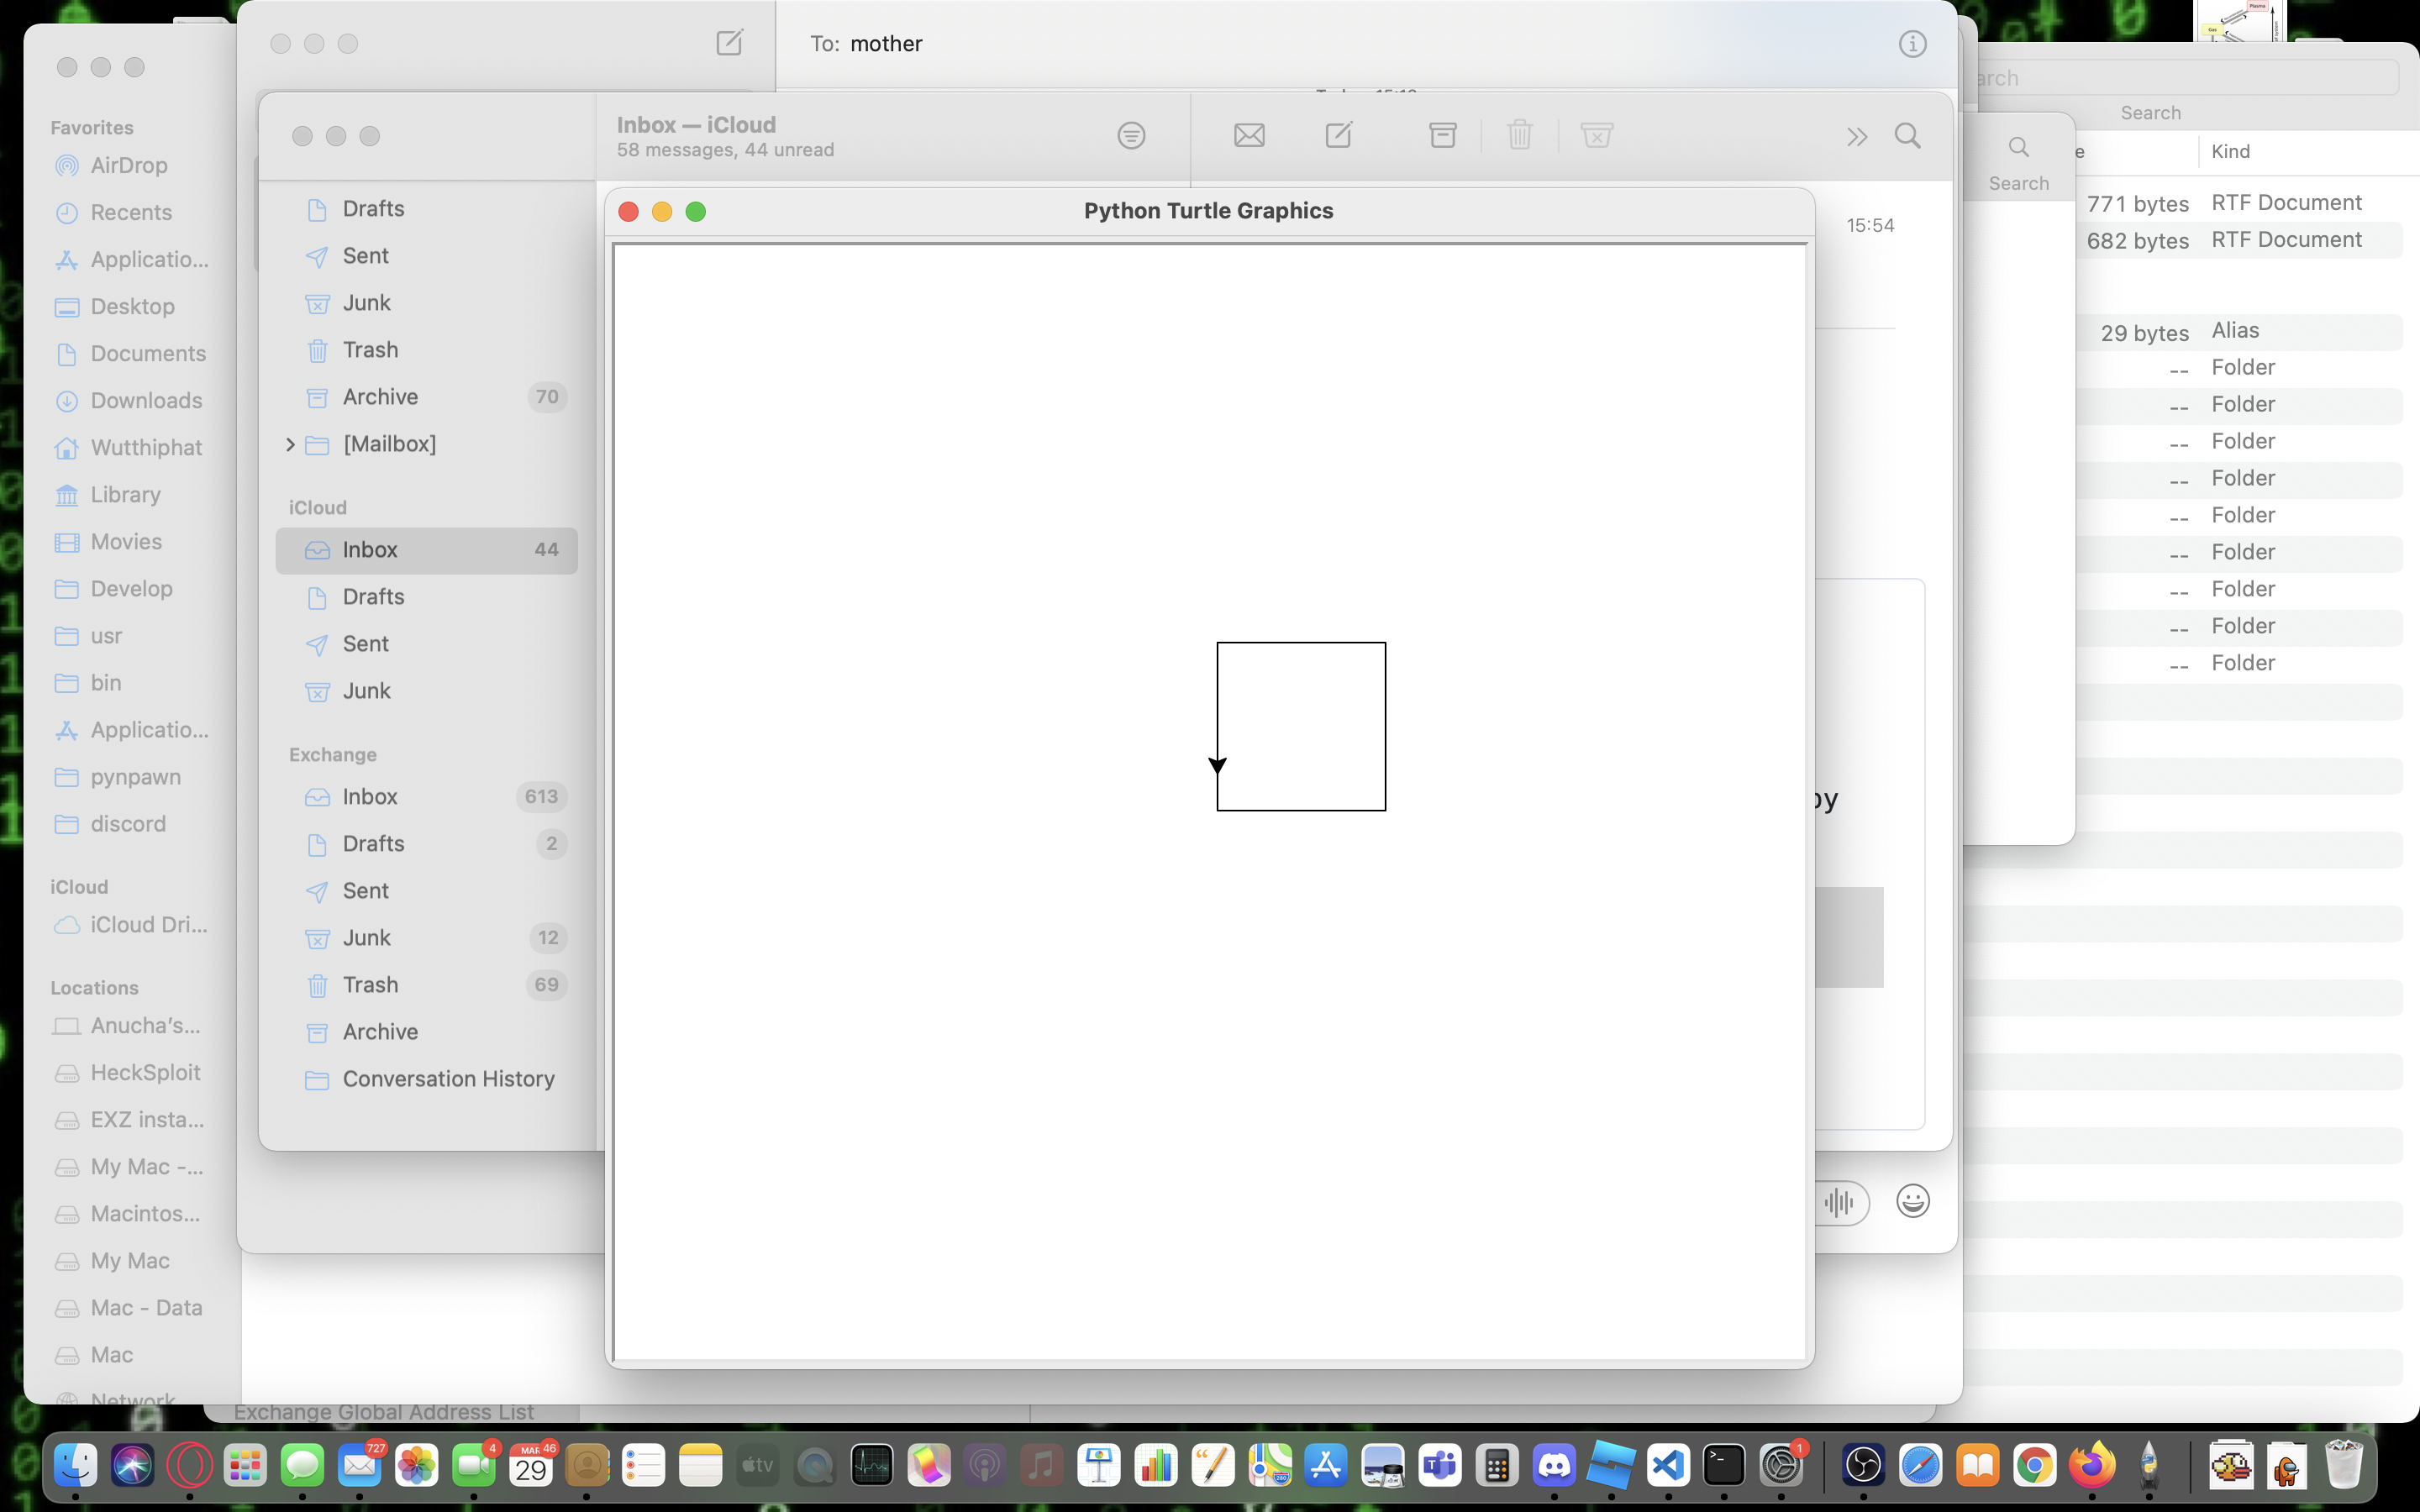 Favorites
AirDrop
Recents
Applicatio...
Desktop
Documents
Downloads
Wutthiphat
Library
Movies
Develop
usr
bin
Applicatio...
pynpawn
discord
iCloud
iCloud Dri...
Locations
Anucha's...
HeckSploit
EXZ insta...
My Mac -...
Macintos...
My Mac
Mac - Data
Mac
Network
To: mother
Inbox — iCloud
58 messages, 44 unread
Drafts
Sent
Junk
Trash
Archive 70
[Mailbox]
iCloud
Inbox 44
Drafts
Sent
Junk
Exchange
Inbox 613
Drafts 2
Sent
Junk 12
Trash 69
Archive
Conversation History
Python Turtle Graphics
15:54
Search
Search
Kind
771 bytes RTF Document
682 bytes RTF Document
29 bytes Alias
-- Folder
-- Folder
-- Folder
-- Folder
-- Folder
-- Folder
-- Folder
-- Folder
-- Folder
Exchange Global Address List
727
4
MAR 46
29
tv
1